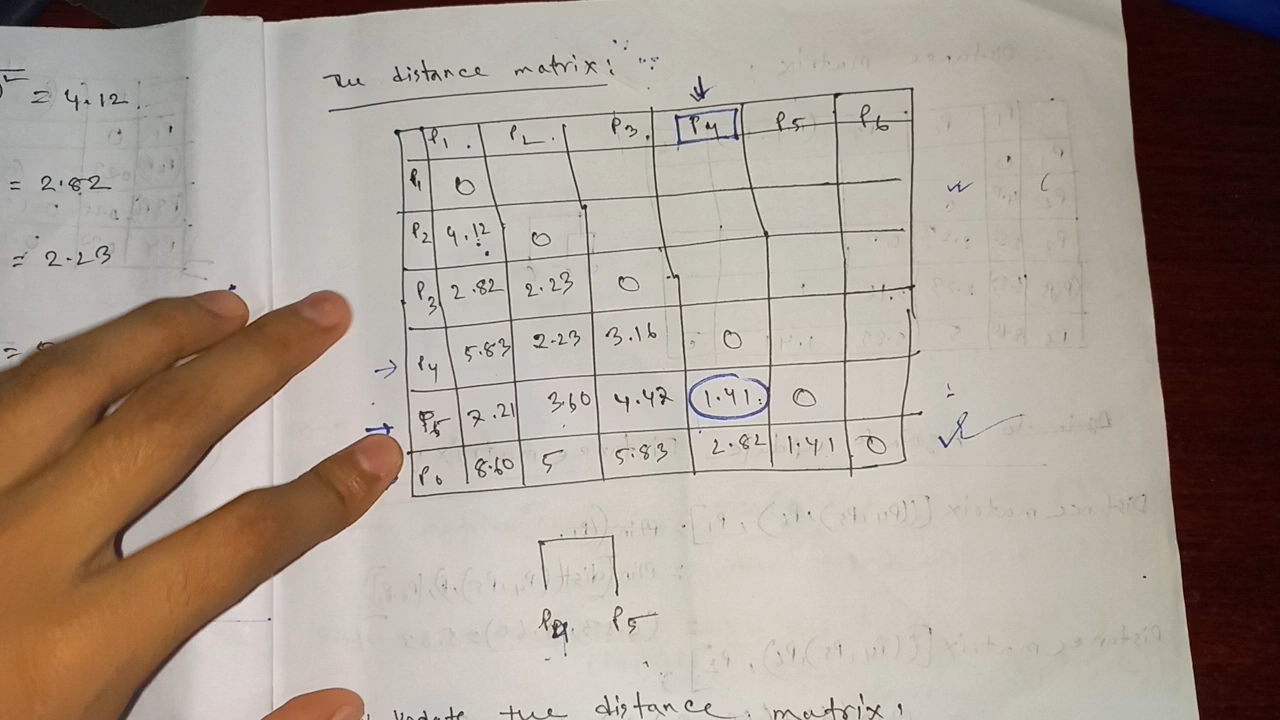 = 4.12
= 2.82
= 2.23
The distance matrix:
P1. P2. P3. P4 P5 P6
P1 0
P2 4.12 0
P3 2.82 2.23 0
P4 5.83 2.23 3.16 0
P5 7.21 3.60 4.47 1.41 0
P6 8.60 5 5.83 2.82 1.41 0
P4 P5
update the distance matrix: